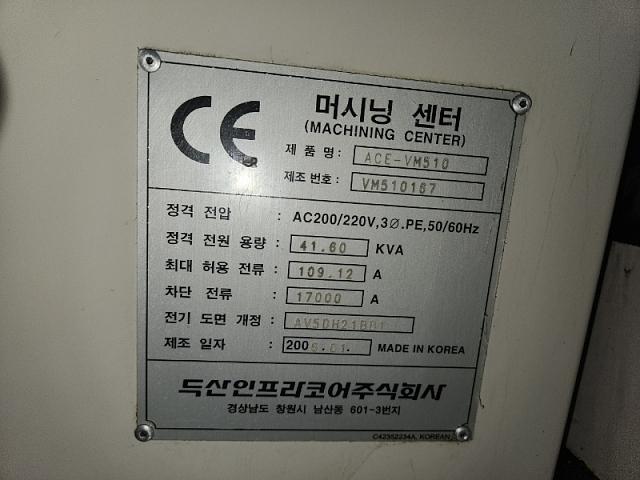 CE
머시닝 센터
(MACHINING CENTER)
제 품 명 : ACE-VM510
제조 번호 : VM510167
정격 전압 : AC200/220V,3Ø.PE,50/60Hz
정격 전원 용량 : 41.60 KVA
최대 허용 전류 : 109.12 A
차단 전류 : 17000 A
전기 도면 개정 :
제조 일자 : MADE IN KOREA
두산인프라코어주식회사
경상남도 창원시 남산동 601-3번지
C42352234A, KOREAN